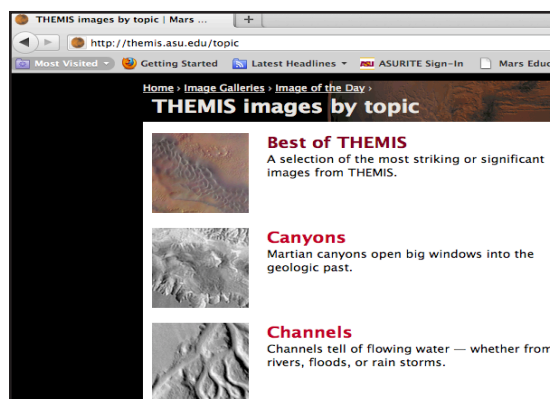 THEMIS images by topic | Mars ...
http://themis.asu.edu/topic
Most Visited
Getting Started
Latest Headlines
ASU
ASURITE Sign-In
Mars Educ
Home › Image Galleries › Image of the Day ›
THEMIS images by topic
Best of THEMIS
A selection of the most striking or significant
images from THEMIS.
Canyons
Martian canyons open big windows into the
geologic past.
Channels
Channels tell of flowing water — whether from
rivers, floods, or rain storms.